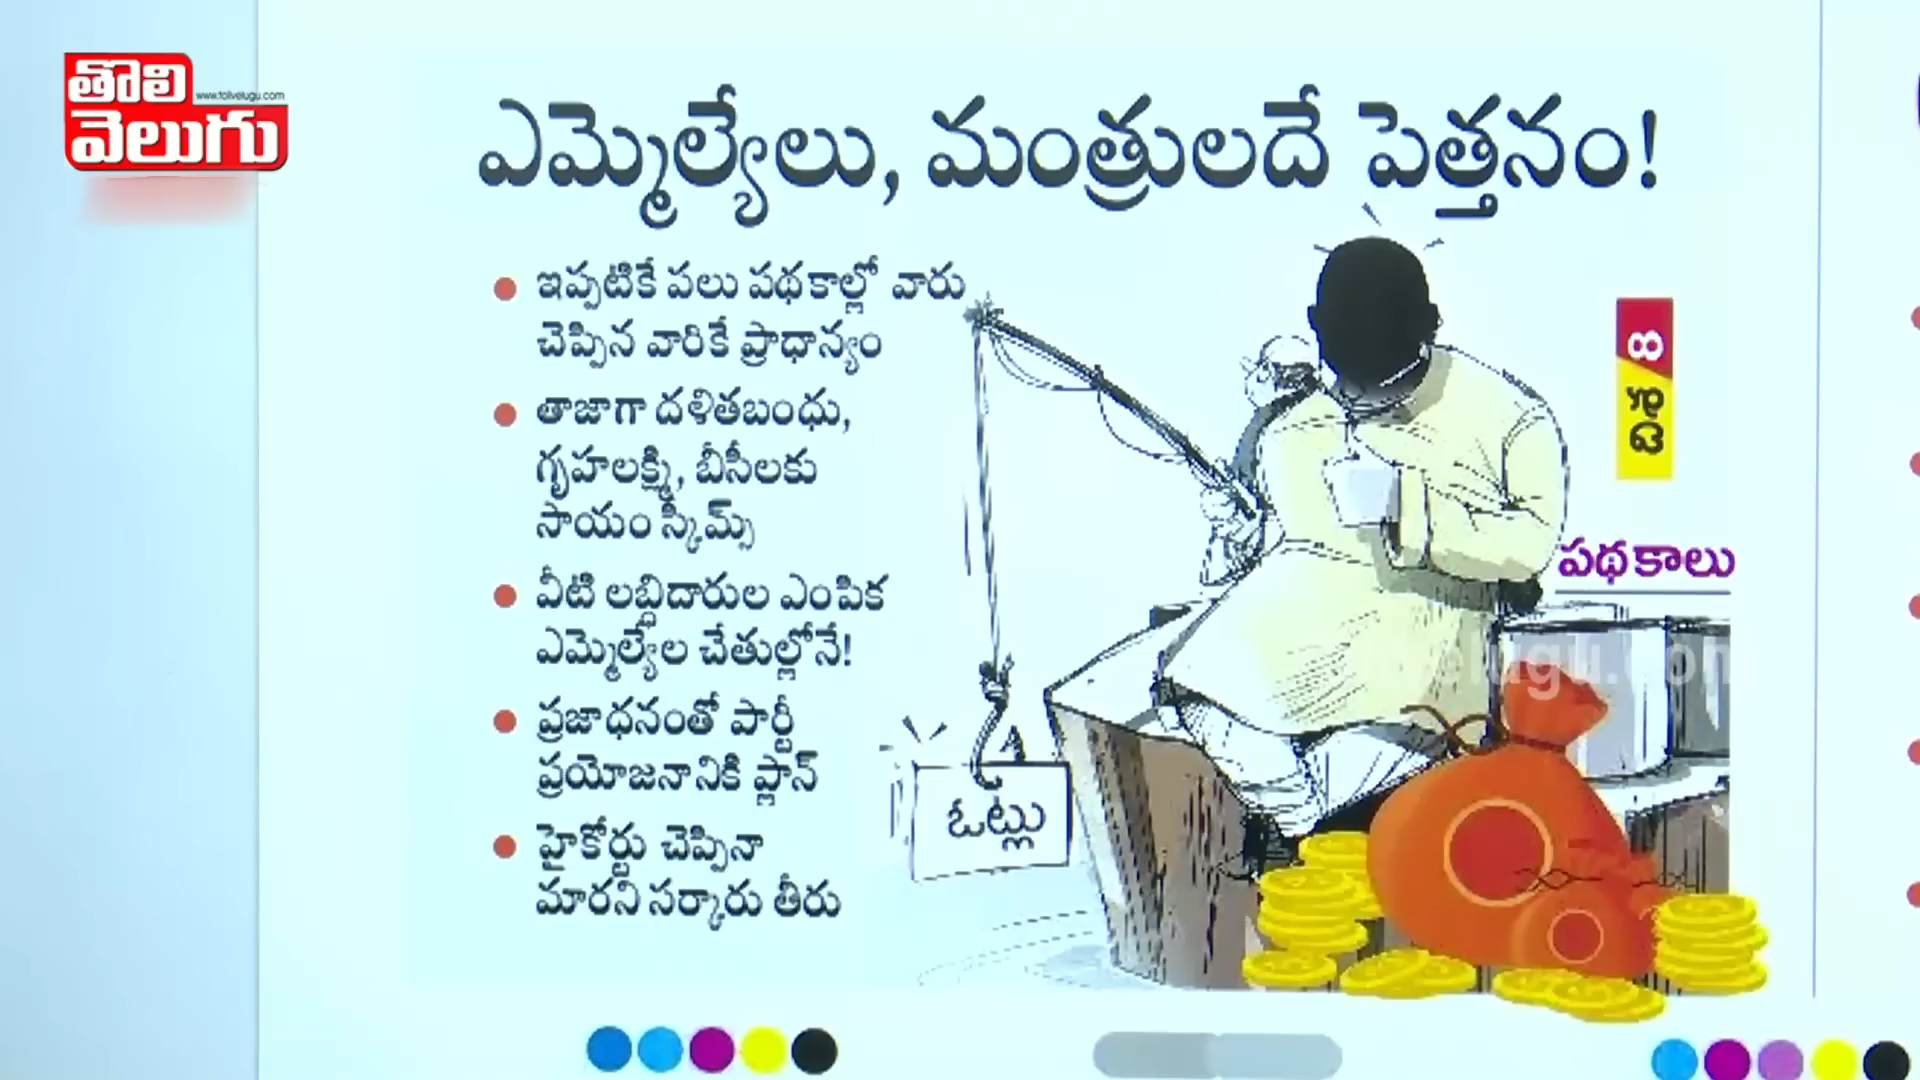 తొలి
www.tolivelugu.com
వెలుగు
ఎమ్మెల్యేలు, మంత్రులదే పెత్తనం!
ఇప్పటికే పలు పథకాల్లో వారు
చెప్పిన వారికే ప్రాధాన్యం
తాజాగా దళితబంధు,
గృహలక్ష్మి, బీసీలకు
సాయం స్కీమ్స్
వీటి లబ్ధిదారుల ఎంపిక
ఎమ్మెల్యేల చేతుల్లోనే!
ప్రజాధనంతో పార్టీ
ప్రయోజనానికి ప్లాన్
హైకోర్టు చెప్పినా
మారని సర్కారు తీరు
ఓట్లు
దిశ 8
పథకాలు